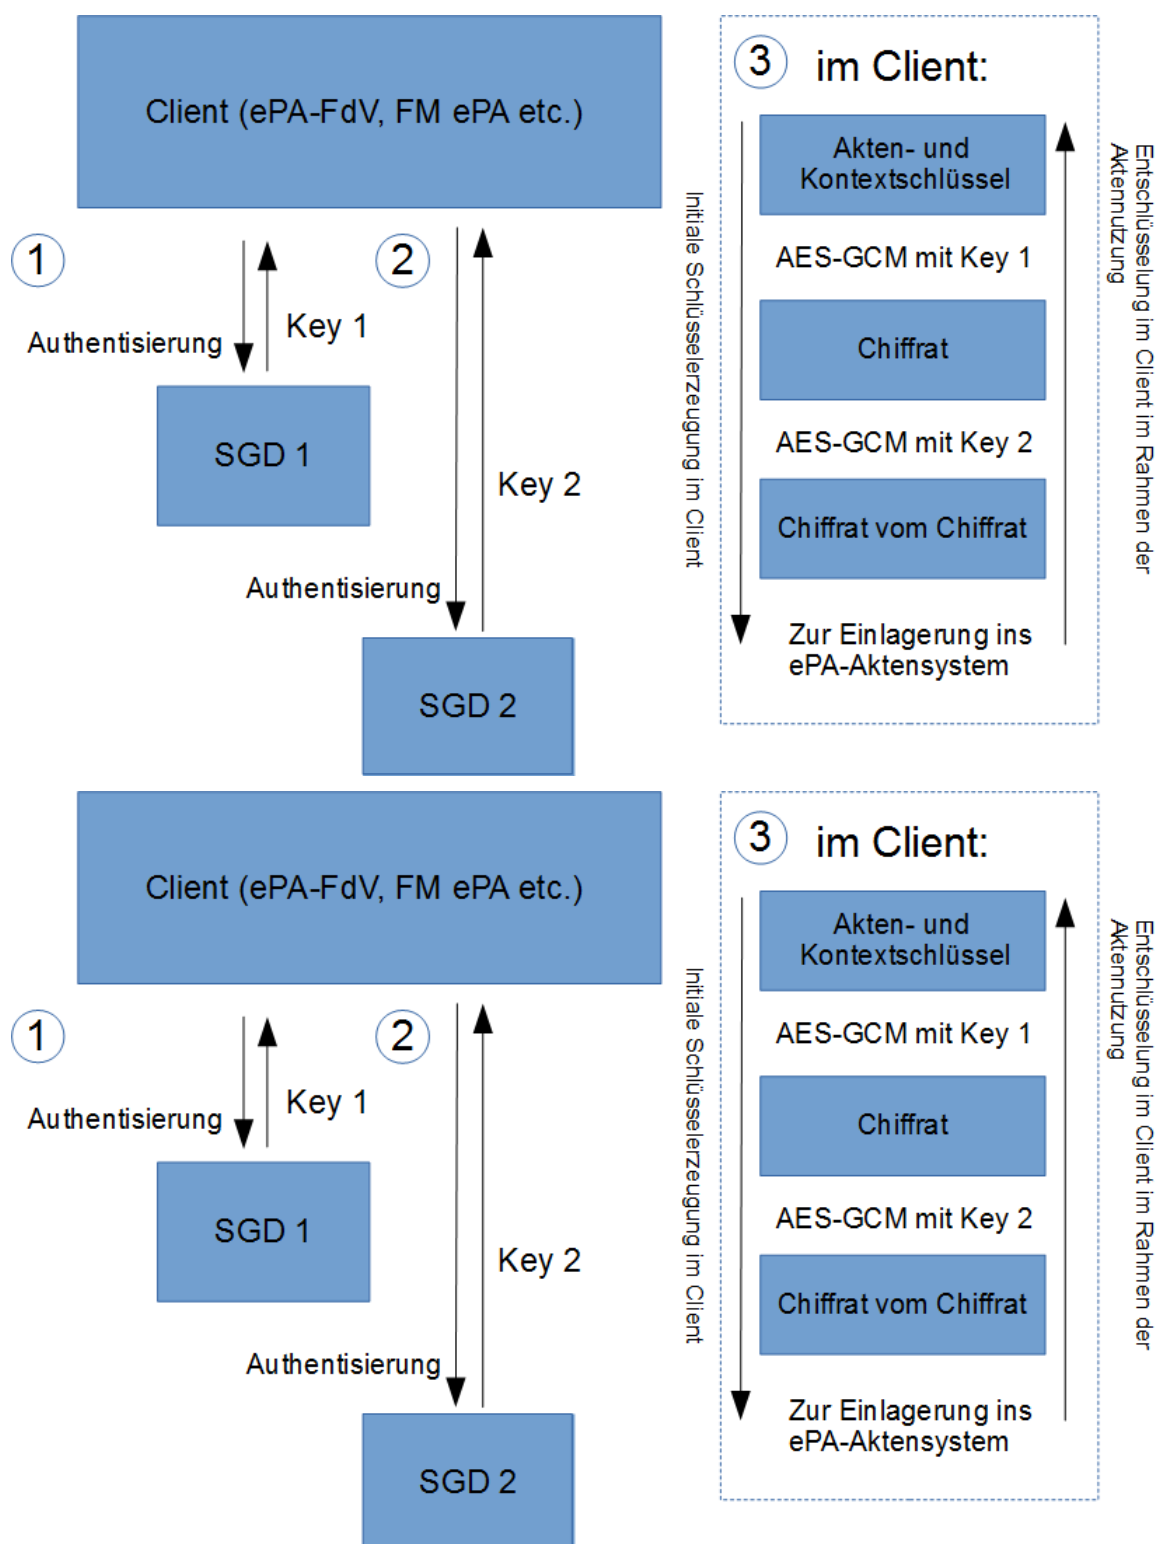 Client (ePA-FdV, FM ePA etc.)
1
Authentisierung
Key 1
SGD 1
2
Key 2
Authentisierung
SGD 2
3
im Client:
Initiale Schlüsselerzeugung im Client
Akten- und
Kontextschlüssel
AES-GCM mit Key 1
Chiffrat
AES-GCM mit Key 2
Chiffrat vom Chiffrat
Zur Einlagerung ins
ePA-Aktensystem
Entschlüsselung im Client im Rahmen der
Aktennutzung
Client (ePA-FdV, FM ePA etc.)
1
Authentisierung
Key 1
SGD 1
2
Key 2
Authentisierung
SGD 2
3
im Client:
Initiale Schlüsselerzeugung im Client
Akten- und
Kontextschlüssel
AES-GCM mit Key 1
Chiffrat
AES-GCM mit Key 2
Chiffrat vom Chiffrat
Zur Einlagerung ins
ePA-Aktensystem
Entschlüsselung im Client im Rahmen der
Aktennutzung